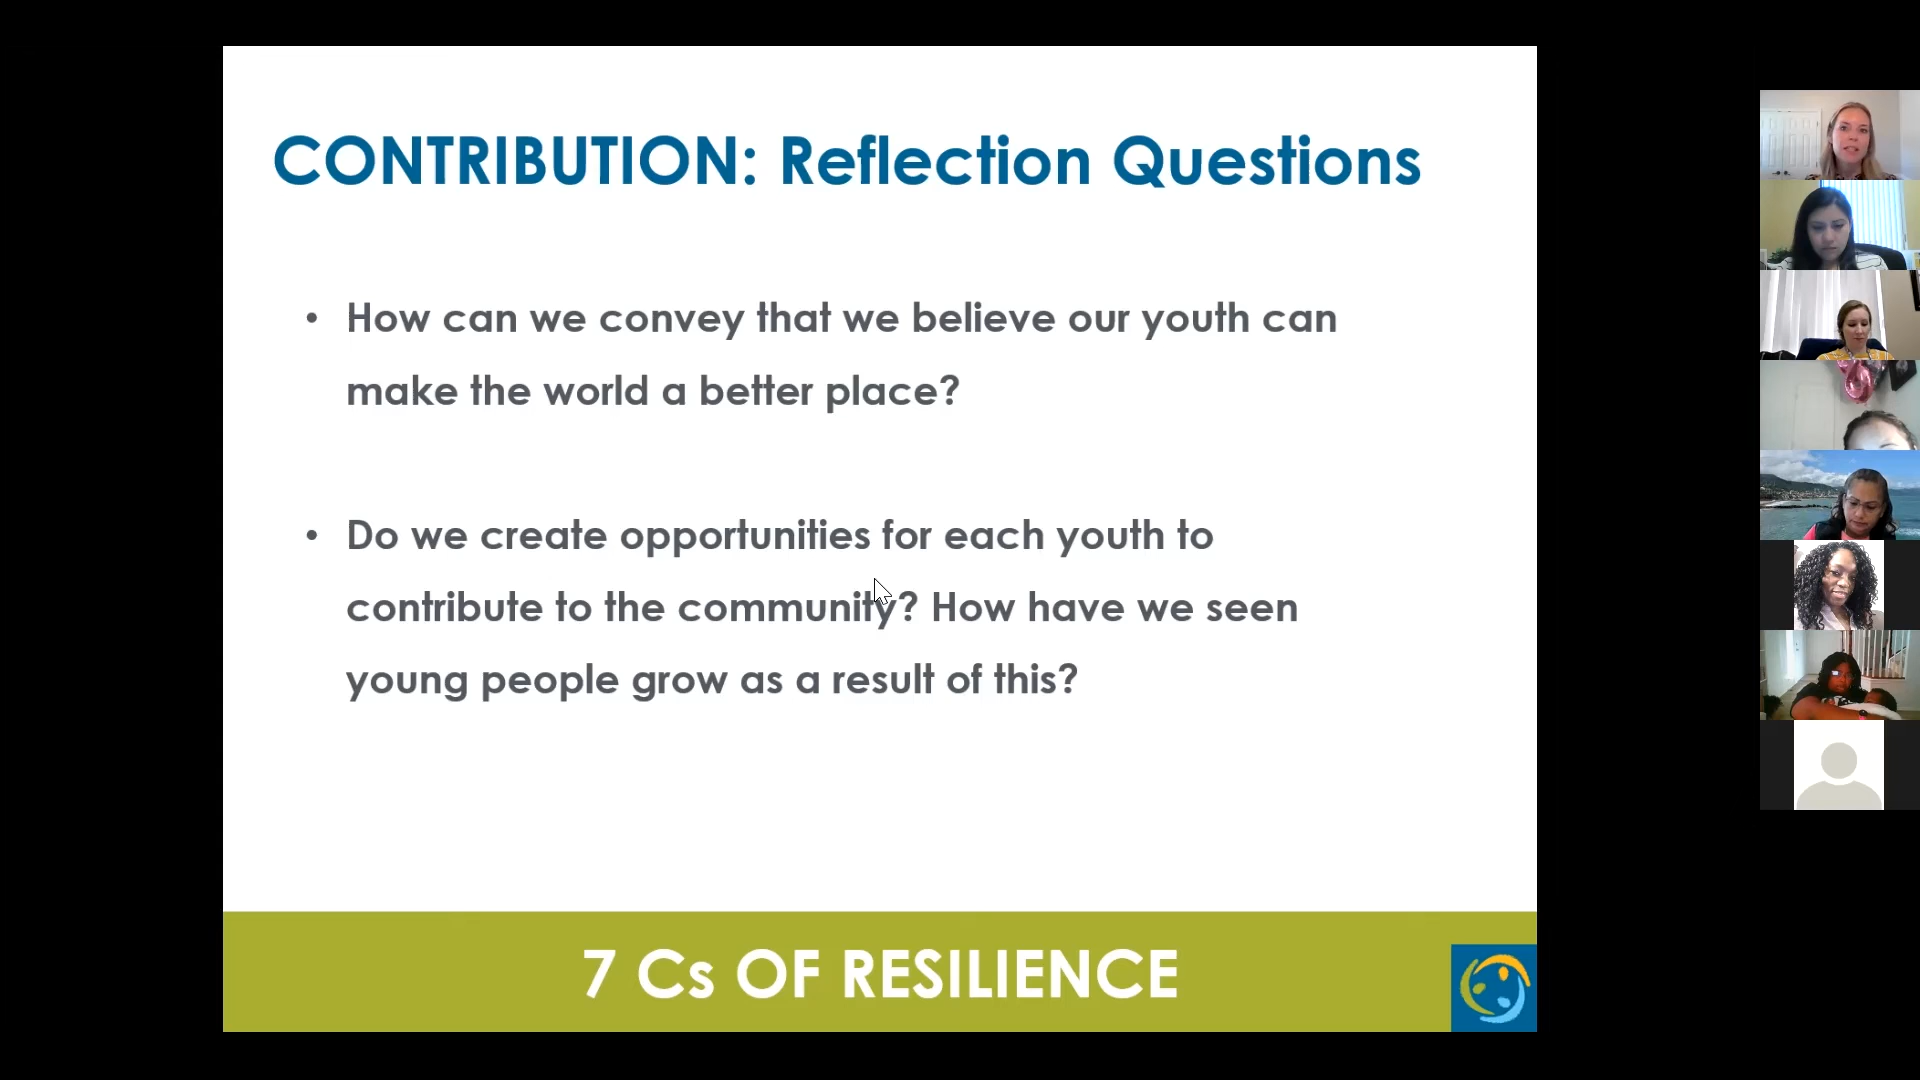 CONTRIBUTION: Reflection Questions
• How can we convey that we believe our youth can
make the world a better place?
• Do we create opportunities for each youth to
contribute to the community? How have we seen
young people grow as a result of this?
7 Cs OF RESILIENCE